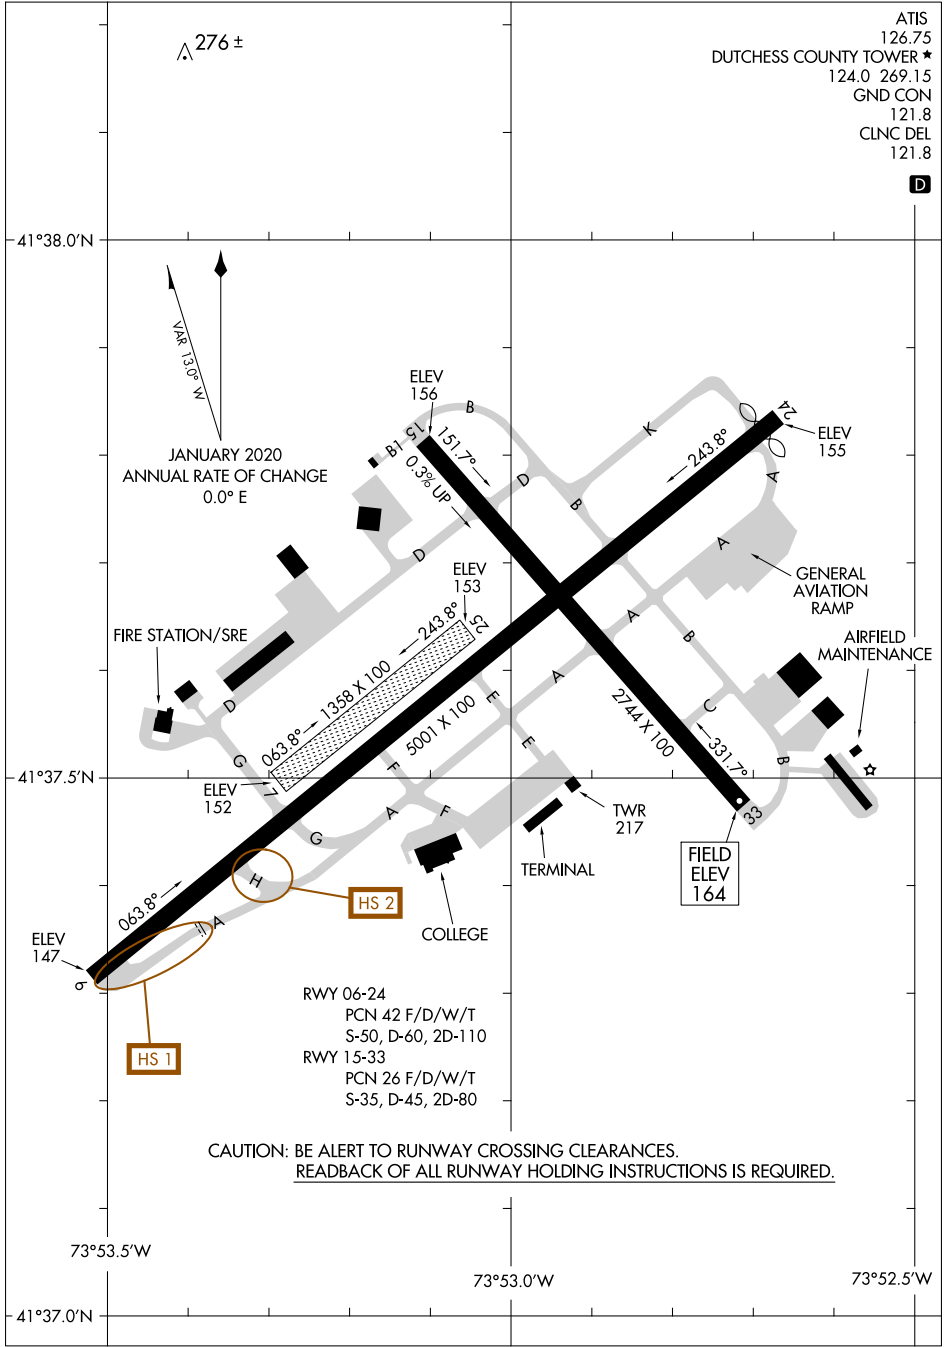 ATIS
126.75
DUTCHESS COUNTY TOWER ★
124.0 269.15
GND CON
121.8
CLNC DEL
121.8
D
276 ±
41°38.0'N
VAR 13.0° W
JANUARY 2020
ANNUAL RATE OF CHANGE
0.0° E
ELEV
156
15
B1
B
151.7°
0.3% UP
D
B
K
243.8°
24
ELEV
155
A
A
GENERAL
AVIATION
RAMP
D
ELEV
153
25
243.8°
1358 X 100
063.8°
FIRE STATION/SRE
D
G
7
ELEV
152
5001 X 100
E
E
A
A
B
2744 X 100
C
331.7°
B
33
AIRFIELD
MAINTENANCE
41°37.5'N
F
A
F
G
TWR
217
TERMINAL
FIELD
ELEV
164
COLLEGE
H
HS 2
063.8°
A
ELEV
147
6
HS 1
RWY 06-24
PCN 42 F/D/W/T
S-50, D-60, 2D-110
RWY 15-33
PCN 26 F/D/W/T
S-35, D-45, 2D-80
CAUTION: BE ALERT TO RUNWAY CROSSING CLEARANCES.
READBACK OF ALL RUNWAY HOLDING INSTRUCTIONS IS REQUIRED.
73°53.5'W
73°53.0'W
73°52.5'W
41°37.0'N